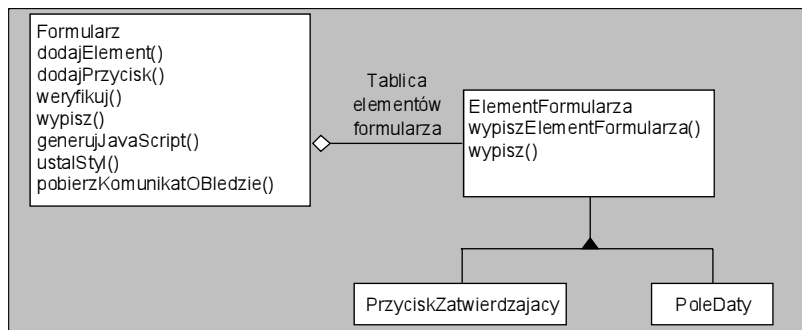 Formularz
dodajElement()
dodajPrzycisk()
weryfikuj()
wypisz()
generujJavaScript()
ustalStyl()
pobierzKomunikatOBledzie()
Tablica
elementów
formularza
ElementFormularza
wypiszElementFormularza()
wypisz()
PrzyciskZatwierdzajacy
PoleDaty